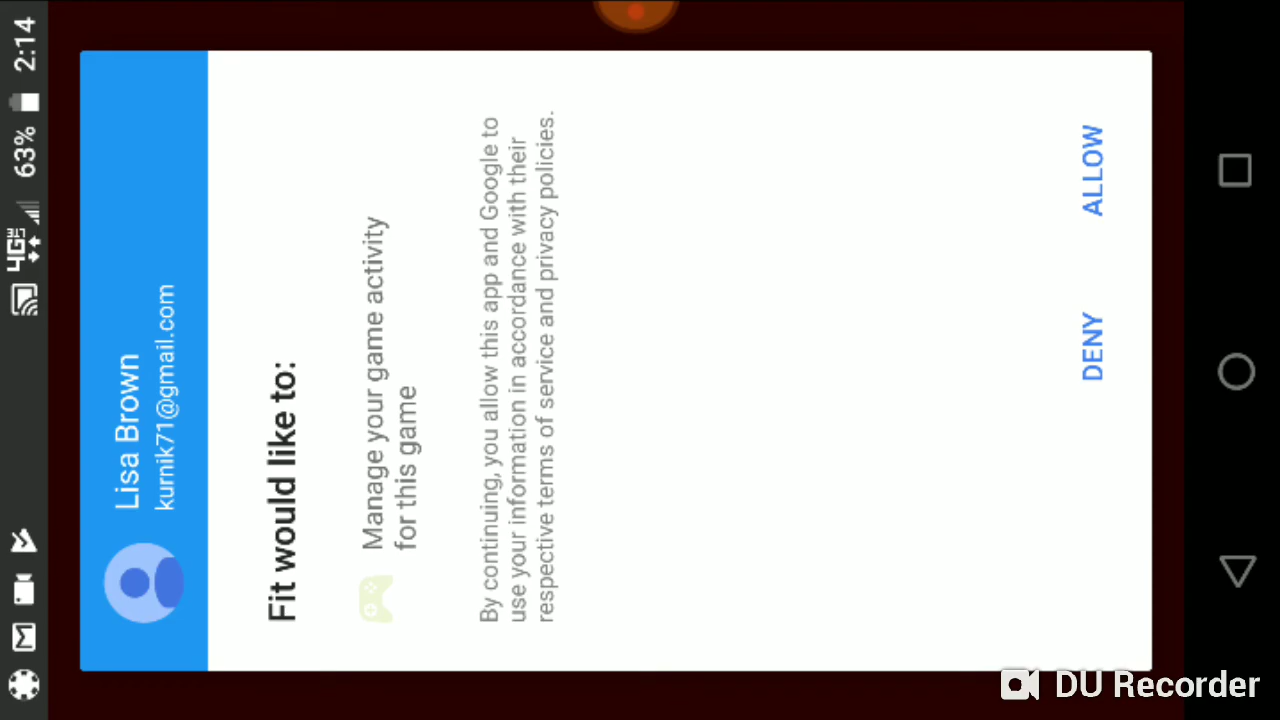 4G LTE 63% 2:14
Lisa Brown
kurnik71@gmail.com
Fit would like to:
Manage your game activity
for this game
By continuing, you allow this app and Google to
use your information in accordance with their
respective terms of service and privacy policies.
DENY ALLOW
DU Recorder